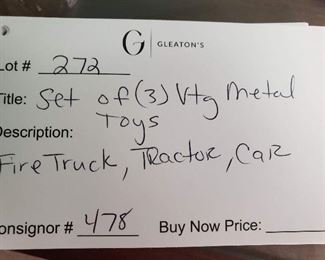 G | GLEATON'S
Lot # 272
Title: Set of (3) Vtg Metal
Toys
Description:
Fire Truck, Tractor, Car
Consignor # 478 Buy Now Price: